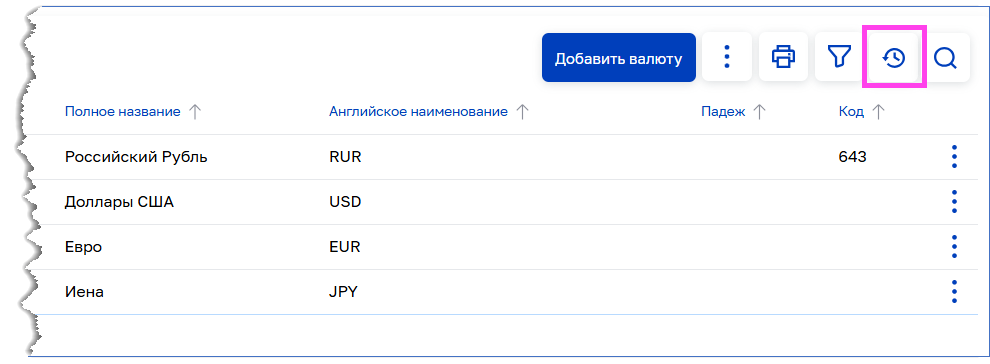 Добавить валюту
Полное название Английское наименование Падеж Код
Российский Рубль RUR 643
Доллары США USD
Евро EUR
Иена JPY